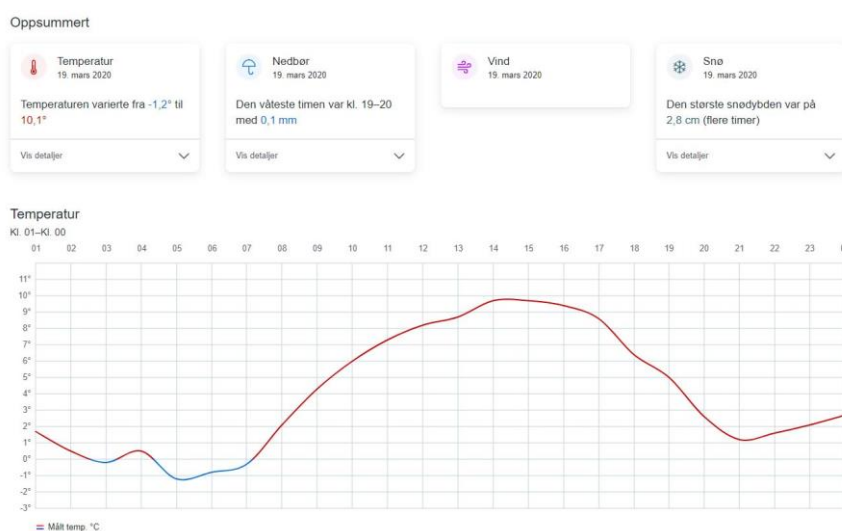 Oppsummert
Temperatur
19. mars 2020
Temperaturen varierte fra -1,2° til
10,1°
Vis detaljer
Nedbør
19. mars 2020
Den våteste timen var kl. 19–20
med 0,1 mm
Vis detaljer
Vind
19. mars 2020
Snø
19. mars 2020
Den største snødybden var på
2,8 cm (flere timer)
Vis detaljer
Temperatur
Kl. 01–Kl. 00
01 02 03 04 05 06 07 08 09 10 11 12 13 14 15 16 17 18 19 20 21 22 23
11°
10°
9°
8°
7°
6°
5°
4°
3°
2°
1°
0°
-1°
-2°
-3°
Målt temp. °C